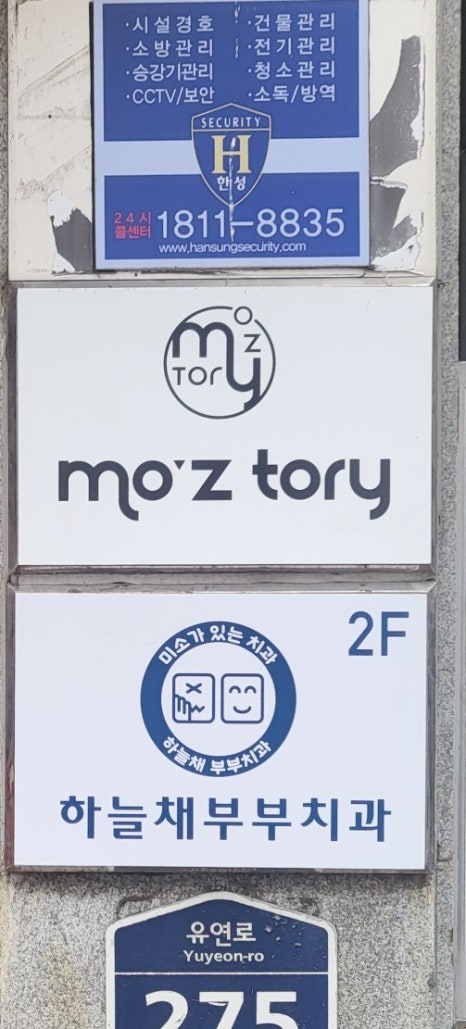 ·시설경호 ·건물관리
·소방관리 ·전기관리
·승강기관리 ·청소관리
·CCTV/보안 ·소독/방역
SECURITY
H
한성
24시
콜센터 1811-8835
www.hansungsecurity.com
mo'z
tory
mo'z tory
2F
미소가 있는 치과
하늘채 부부치과
하늘채부부치과
유연로
Yuyeon-ro
275